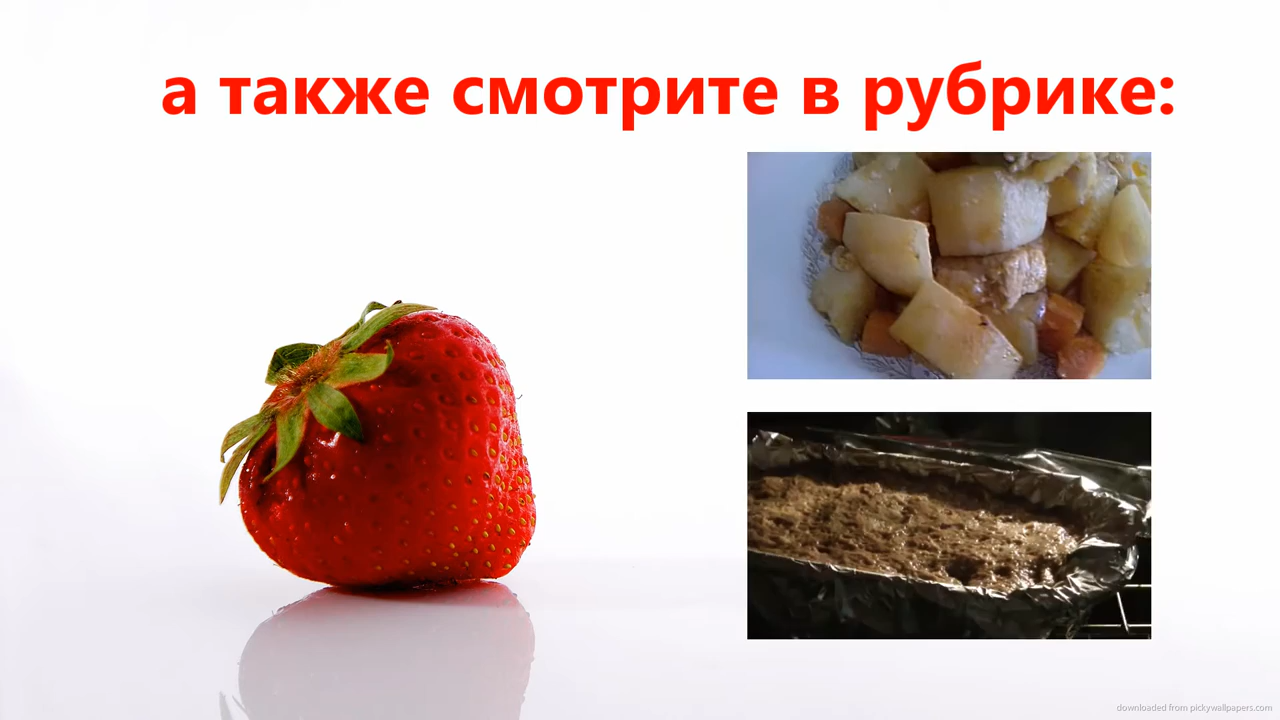 а также смотрите в рубрике:
downloaded from pickywallpapers.com